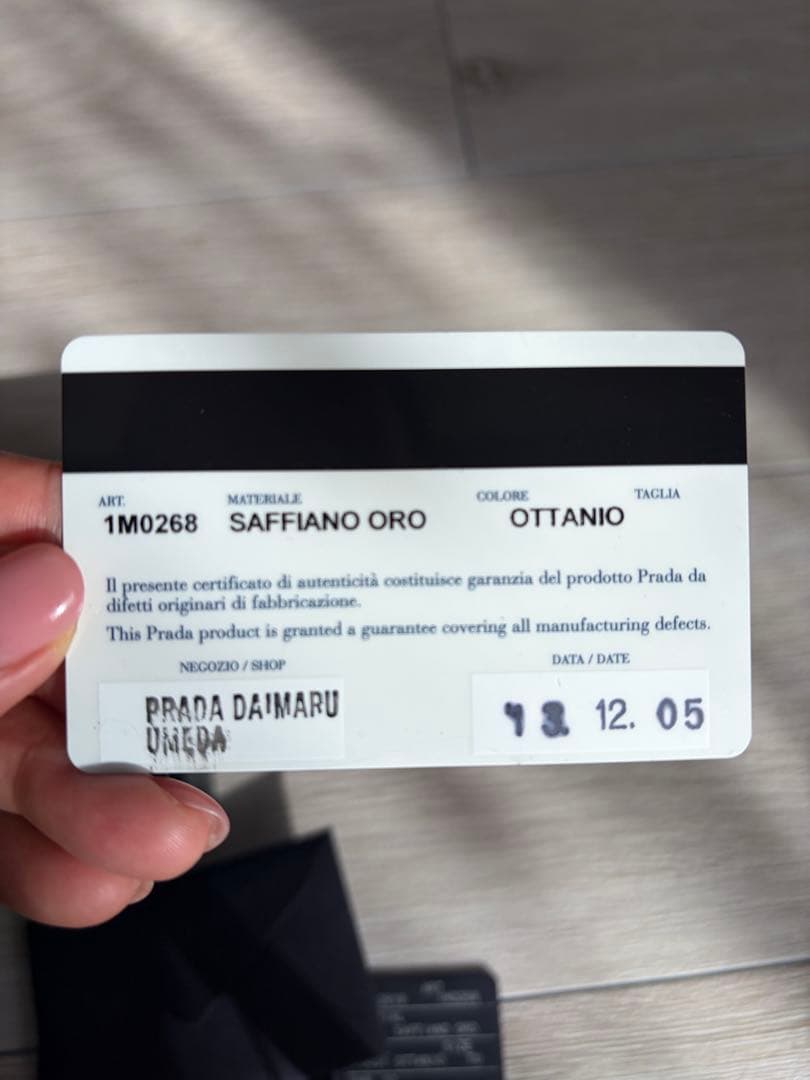 ART. MATERIALE COLORE TAGLIA
1M0268 SAFFIANO ORO OTTANIO
Il presente certificato di autenticità costituisce garanzia del prodotto Prada da
difetti originari di fabbricazione.
This Prada product is granted a guarantee covering all manufacturing defects.
NEGOZIO / SHOP DATA / DATE
PRADA DAIMARU
UMEDA
12. 05